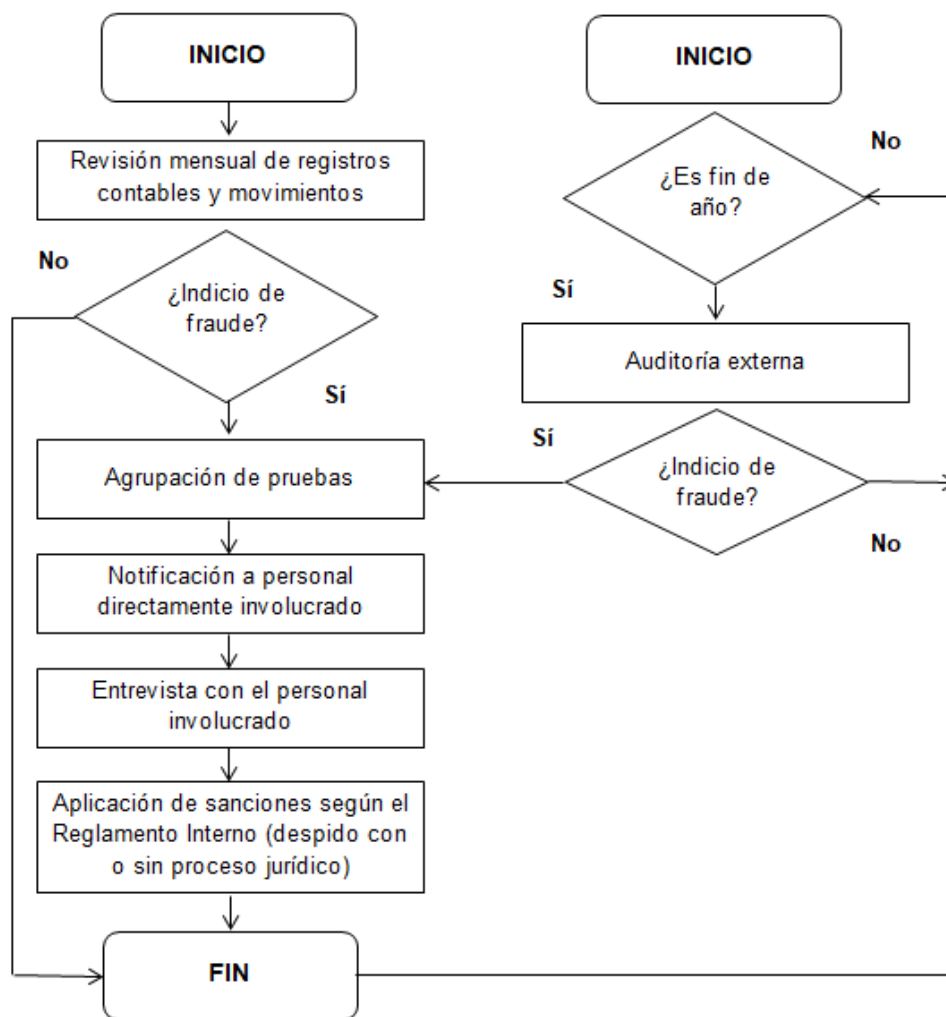 INICIO
Revisión mensual de registros
contables y movimientos
No
¿Indicio de
fraude?
Sí
Agrupación de pruebas
Notificación a personal
directamente involucrado
Entrevista con el personal
involucrado
Aplicación de sanciones según el
Reglamento Interno (despido con
o sin proceso jurídico)
FIN
INICIO
No
¿Es fin de
año?
Sí
Auditoría externa
Sí
¿Indicio de
fraude?
No